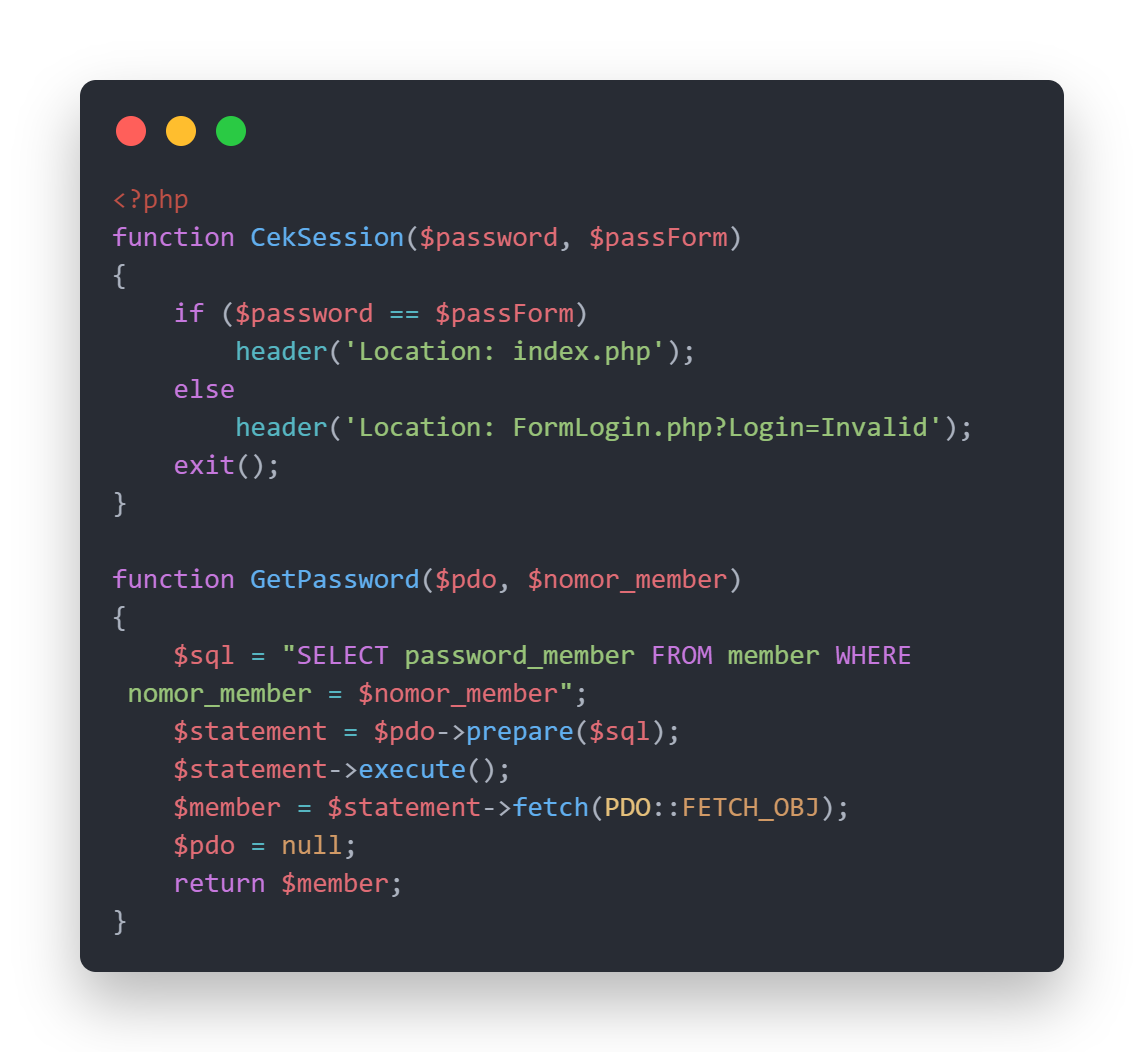 <?php
function CekSession($password, $passForm)
{
    if ($password == $passForm)
        header('Location: index.php');
    else
        header('Location: FormLogin.php?Login=Invalid');
    exit();
}

function GetPassword($pdo, $nomor_member)
{
    $sql = "SELECT password_member FROM member WHERE
 nomor_member = $nomor_member";
    $statement = $pdo->prepare($sql);
    $statement->execute();
    $member = $statement->fetch(PDO::FETCH_OBJ);
    $pdo = null;
    return $member;
}